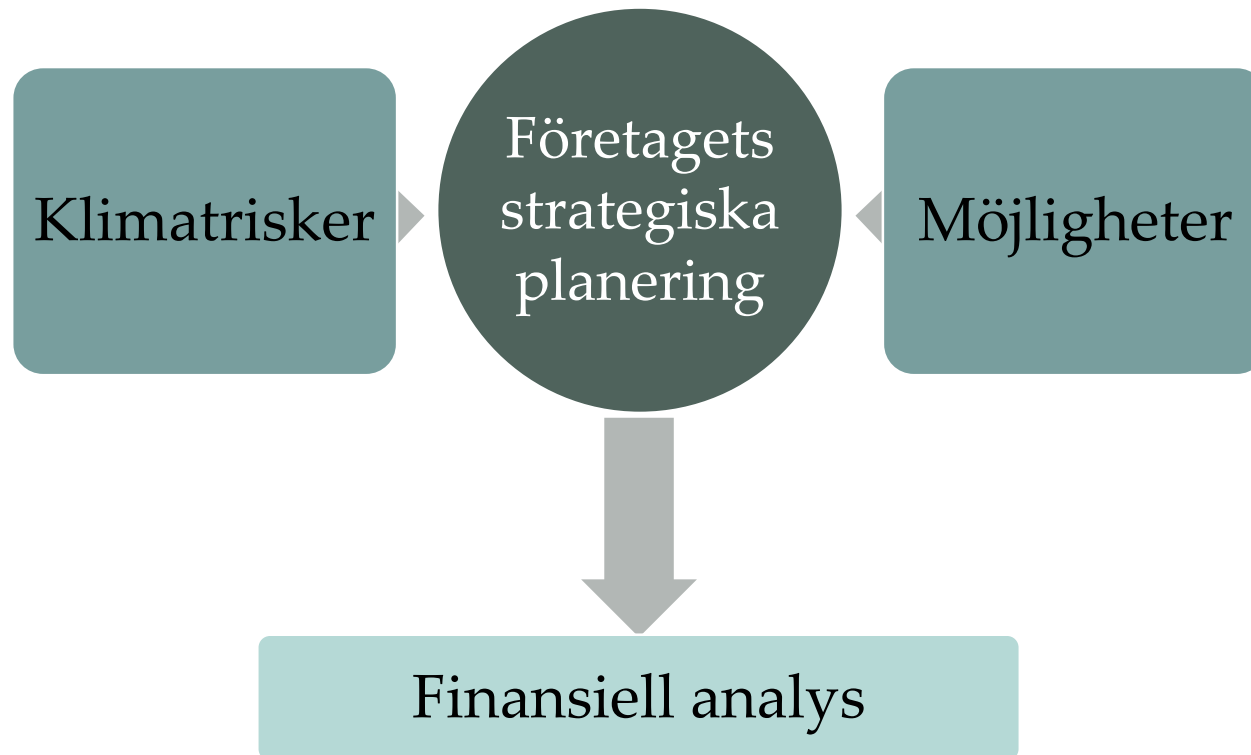 Klimatrisker
Företagets
strategiska
planering
Möjligheter
Finansiell analys